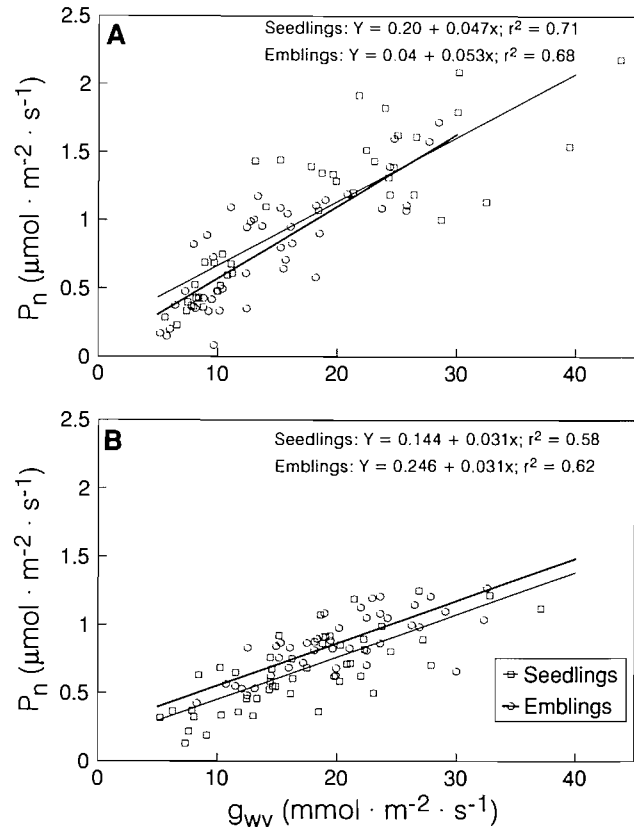 A
Seedlings: Y = 0.20 + 0.047x; r² = 0.71
Emblings: Y = 0.04 + 0.053x; r² = 0.68
2.5
2
1.5
1
0.5
0
Pn (μmol · m⁻² · s⁻¹)
0 10 20 30 40
B
Seedlings: Y = 0.144 + 0.031x; r² = 0.58
Emblings: Y = 0.246 + 0.031x; r² = 0.62
2.5
2
1.5
1
0.5
0
Pn (μmol · m⁻² · s⁻¹)
Seedlings
Emblings
0 10 20 30 40
gwv (mmol · m⁻² · s⁻¹)